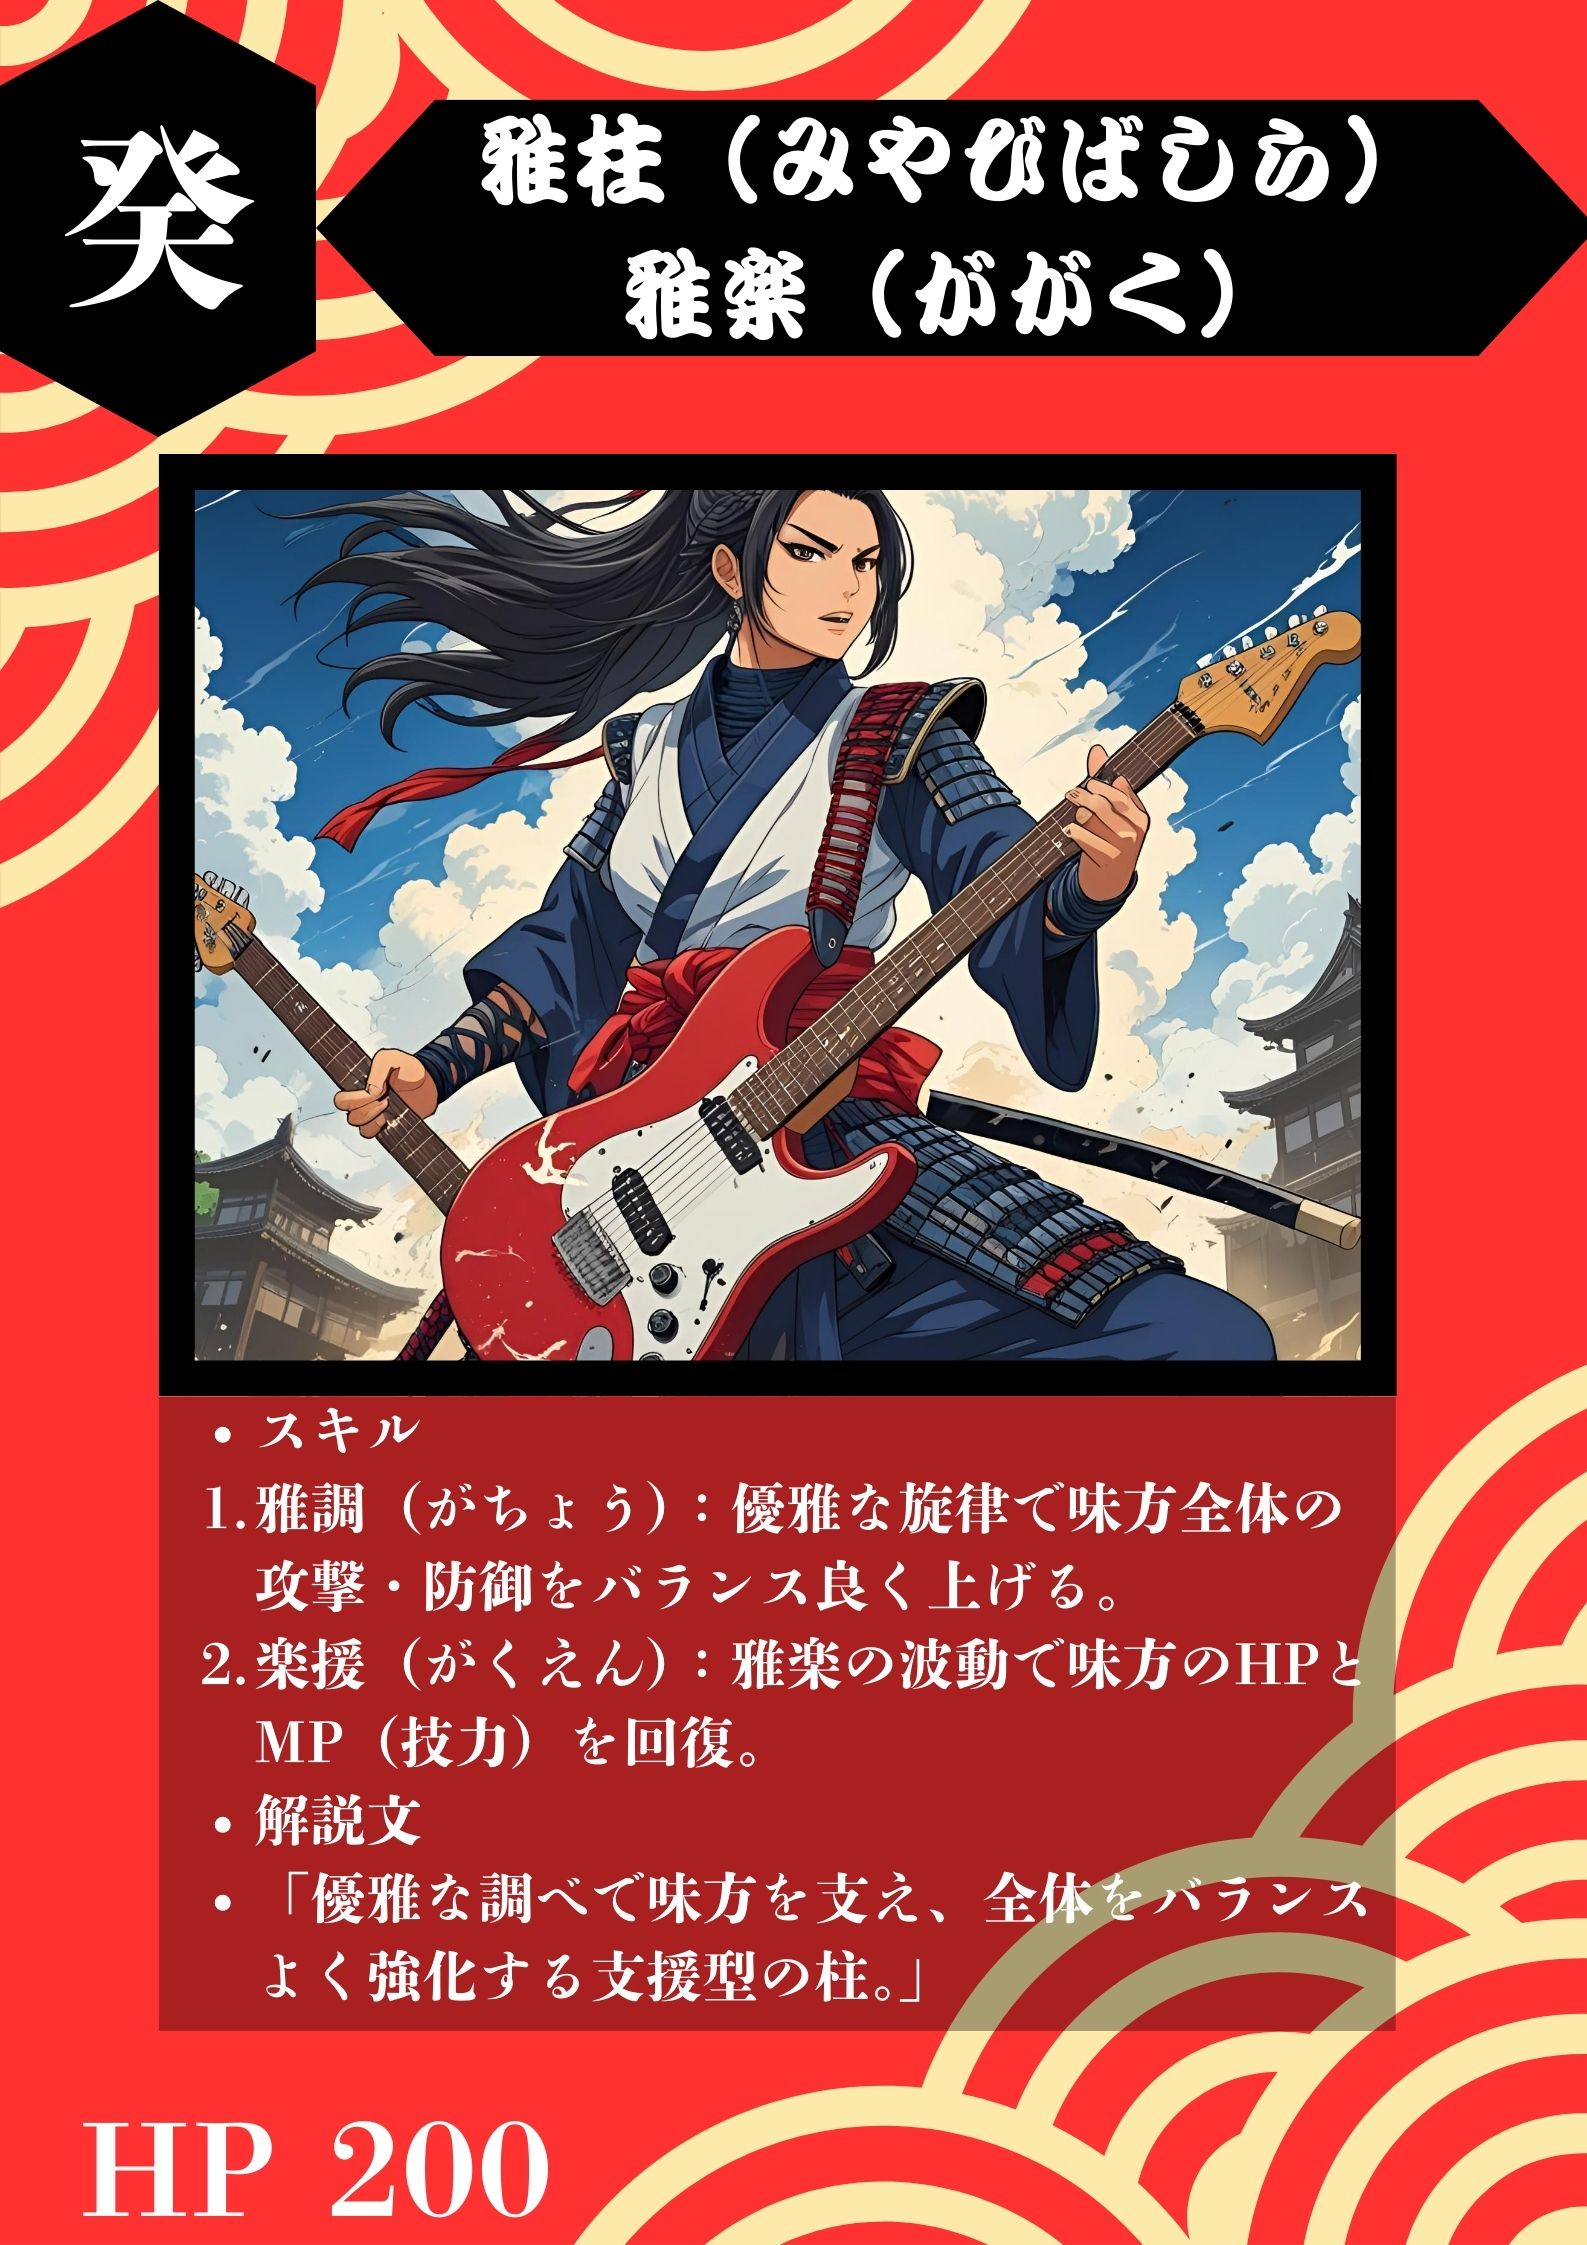 癸
雅柱（みやびばしら）
雅楽（ががく）
• スキル
1. 雅調（がちょう）：優雅な旋律で味方全体の
攻撃・防御をバランス良く上げる。
2. 楽援（がくえん）：雅楽の波動で味方のHPと
MP（技力）を回復。
• 解説文
• 「優雅な調べで味方を支え、全体をバランス
よく強化する支援型の柱。」
HP 200